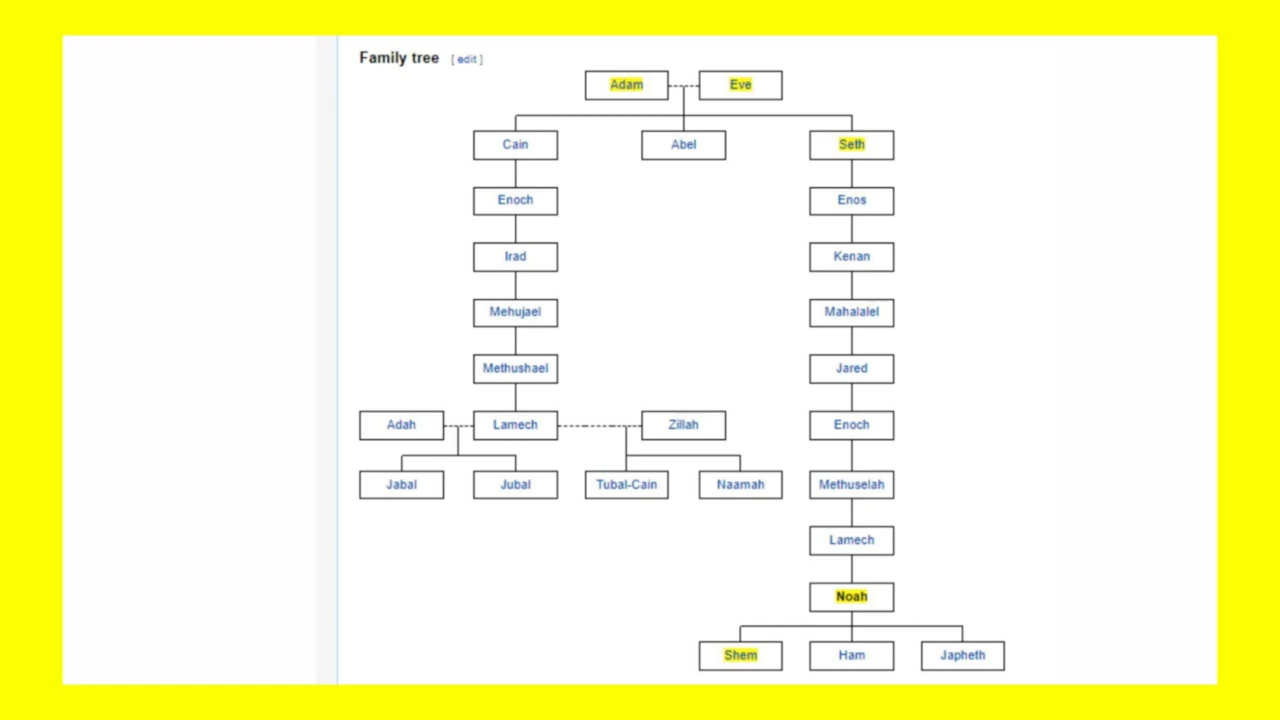 Family tree [ edit ]
Adam Eve
Cain Abel Seth
Enoch Enos
Irad Kenan
Mehujael Mahalalel
Methushael Jared
Adah Lamech Zillah Enoch
Jabal Jubal Tubal-Cain Naamah Methuselah
Lamech
Noah
Shem Ham Japheth